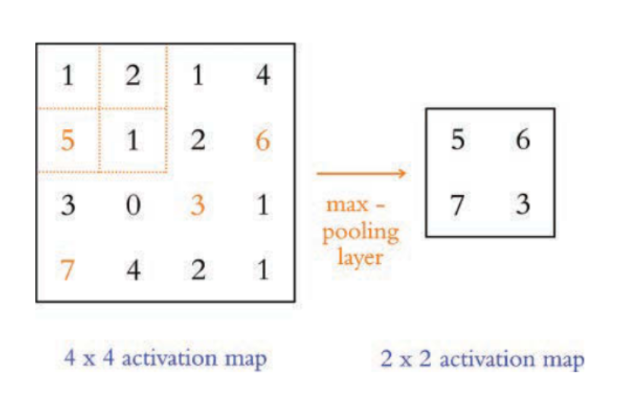 1 2 1 4
5 1 2 6
3 0 3 1
7 4 2 1
max -
pooling
layer
5 6
7 3
4 x 4 activation map
2 x 2 activation map